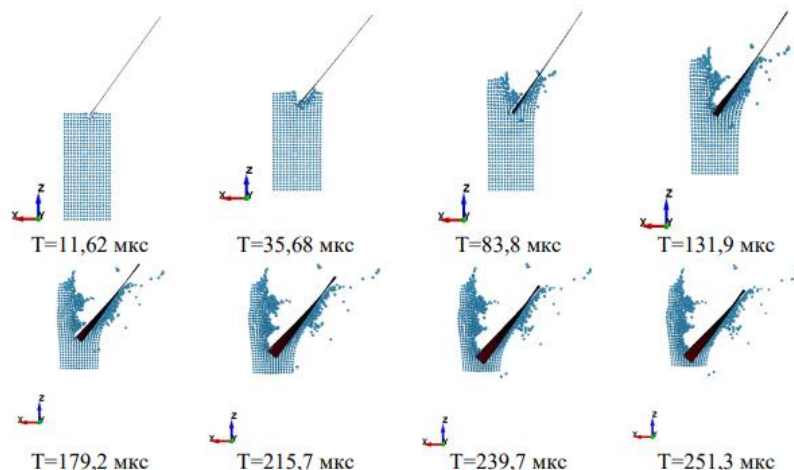 Z
X Y
T=11,62 мкс
Z
X Y
T=35,68 мкс
Z
X Y
T=83,8 мкс
Z
X Y
T=131,9 мкс
Z
X Y
T=179,2 мкс
Z
X Y
T=215,7 мкс
Z
X Y
T=239,7 мкс
Z
X Y
T=251,3 мкс